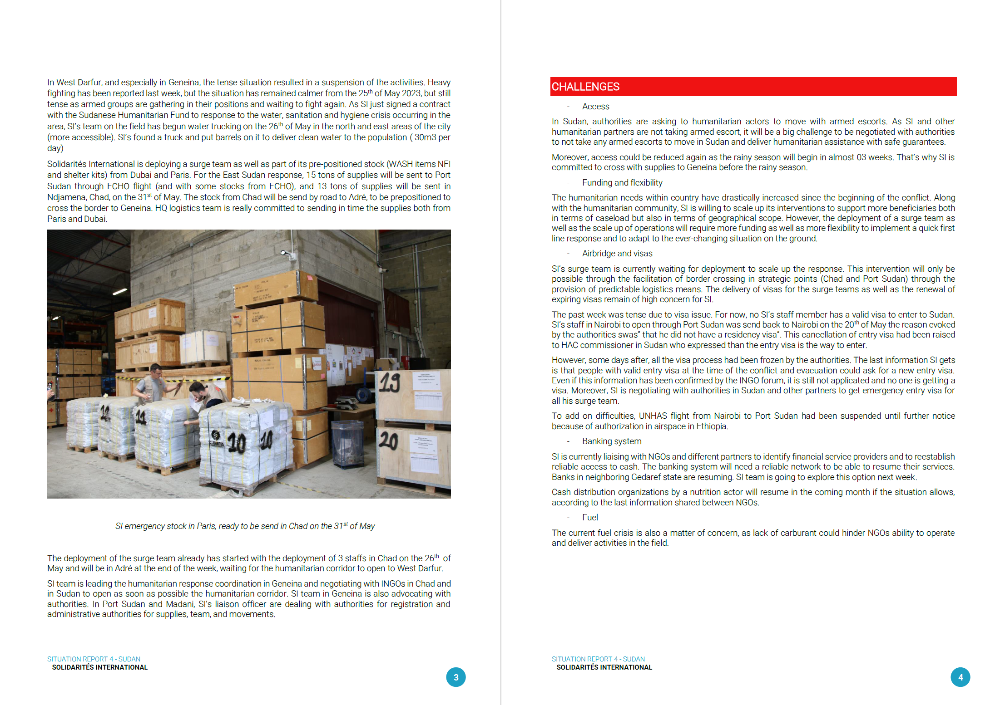 In West Darfur, and especially in Geneina, the tense situation resulted in a suspension of the activities. Heavy
fighting has been reported last week, but the situation has remained calmer from the 25th of May 2023, but still
tense as armed groups are gathering in their positions and waiting to fight again. As SI just signed a contract
with the Sudanese Humanitarian Fund to response to the water, sanitation and hygiene crisis occurring in the
area, SI's team on the field has begun water trucking on the 26th of May in the north and east areas of the city
(more accessible). SI's found a truck and put barrels on it to deliver clean water to the population ( 30m3 per
day)
Solidarités International is deploying a surge team as well as part of its pre-positioned stock (WASH items NFI
and shelter kits) from Dubai and Paris. For the East Sudan response, 15 tons of supplies will be sent to Port
Sudan through ECHO flight (and with some stocks from ECHO), and 13 tons of supplies will be sent in
Ndjamena, Chad, on the 31st of May. The stock from Chad will be send by road to Adré, to be prepositioned to
cross the border to Geneina. HQ logistics team is really committed to sending in time the supplies both from
Paris and Dubai.
11
11
SOLIDARITÉS
10
10
19
20
SI emergency stock in Paris, ready to be send in Chad on the 31st of May –
The deployment of the surge team already has started with the deployment of 3 staffs in Chad on the 26th of
May and will be in Adré at the end of the week, waiting for the humanitarian corridor to open to West Darfur.
SI team is leading the humanitarian response coordination in Geneina and negotiating with INGOs in Chad and
in Sudan to open as soon as possible the humanitarian corridor. SI team in Geneina is also advocating with
authorities. In Port Sudan and Madani, SI's liaison officer are dealing with authorities for registration and
administrative authorities for supplies, team, and movements.
SITUATION REPORT 4 - SUDAN
SOLIDARITÉS INTERNATIONAL
3
CHALLENGES
- Access
In Sudan, authorities are asking to humanitarian actors to move with armed escorts. As SI and other
humanitarian partners are not taking armed escort, it will be a big challenge to be negotiated with authorities
to not take any armed escorts to move in Sudan and deliver humanitarian assistance with safe guarantees.
Moreover, access could be reduced again as the rainy season will begin in almost 03 weeks. That's why SI is
committed to cross with supplies to Geneina before the rainy season.
- Funding and flexibility
The humanitarian needs within country have drastically increased since the beginning of the conflict. Along
with the humanitarian community, SI is willing to scale up its interventions to support more beneficiaries both
in terms of caseload but also in terms of geographical scope. However, the deployment of a surge team as
well as the scale up of operations will require more funding as well as more flexibility to implement a quick first
line response and to adapt to the ever-changing situation on the ground.
- Airbridge and visas
SI's surge team is currently waiting for deployment to scale up the response. This intervention will only be
possible through the facilitation of border crossing in strategic points (Chad and Port Sudan) through the
provision of predictable logistics means. The delivery of visas for the surge teams as well as the renewal of
expiring visas remain of high concern for SI.
The past week was tense due to visa issue. For now, no SI's staff member has a valid visa to enter to Sudan.
SI's staff in Nairobi to open through Port Sudan was send back to Nairobi on the 20th of May the reason evoked
by the authorities swas" that he did not have a residency visa". This cancellation of entry visa had been raised
to HAC commissioner in Sudan who expressed than the entry visa is the way to enter.
However, some days after, all the visa process had been frozen by the authorities. The last information SI gets
is that people with valid entry visa at the time of the conflict and evacuation could ask for a new entry visa.
Even if this information has been confirmed by the INGO forum, it is still not applicated and no one is getting a
visa. Moreover, SI is negotiating with authorities in Sudan and other partners to get emergency entry visa for
all his surge team.
To add on difficulties, UNHAS flight from Nairobi to Port Sudan had been suspended until further notice
because of authorization in airspace in Ethiopia.
- Banking system
SI is currently liaising with NGOs and different partners to identify financial service providers and to reestablish
reliable access to cash. The banking system will need a reliable network to be able to resume their services.
Banks in neighboring Gedaref state are resuming. SI team is going to explore this option next week.
Cash distribution organizations by a nutrition actor will resume in the coming month if the situation allows,
according to the last information shared between NGOs.
- Fuel
The current fuel crisis is also a matter of concern, as lack of carburant could hinder NGOs ability to operate
and deliver activities in the field.
SITUATION REPORT 4 - SUDAN
SOLIDARITÉS INTERNATIONAL
4